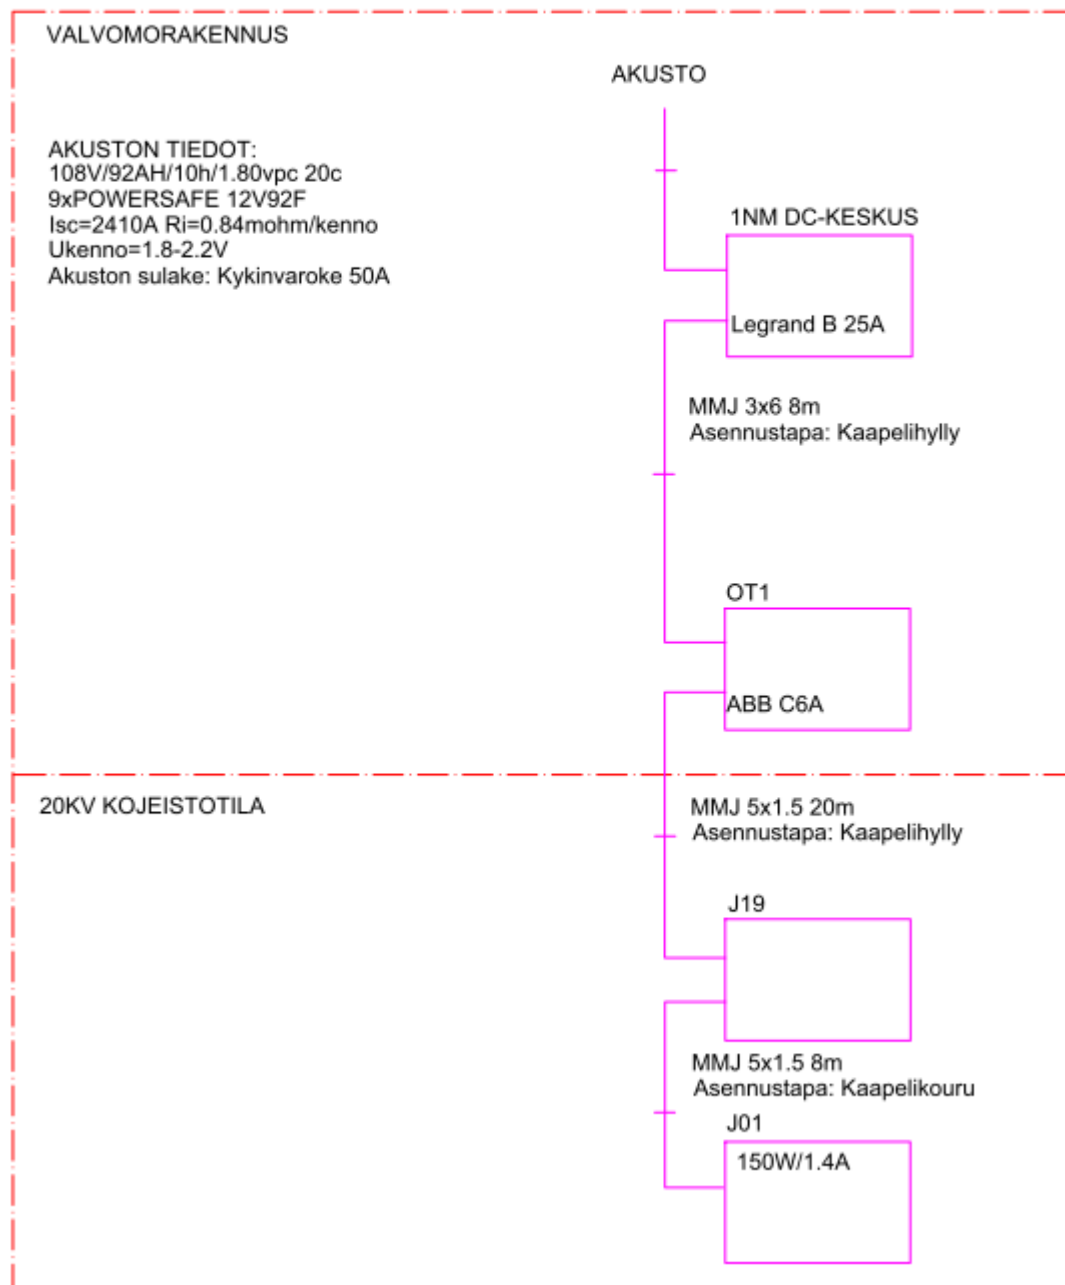 VALVOMORAKENNUS
AKUSTO
AKUSTON TIEDOT:
108V/92AH/10h/1.80vpc 20c
9xPOWERSAFE 12V92F
Isc=2410A Ri=0.84mohm/kenno
Ukenno=1.8-2.2V
Akuston sulake: Kykinvaroke 50A
1NM DC-KESKUS
Legrand B 25A
MMJ 3x6 8m
Asennustapa: Kaapelihylly
OT1
ABB C6A
20KV KOJEISTOTILA
MMJ 5x1.5 20m
Asennustapa: Kaapelihylly
J19
MMJ 5x1.5 8m
Asennustapa: Kaapelikouru
J01
150W/1.4A